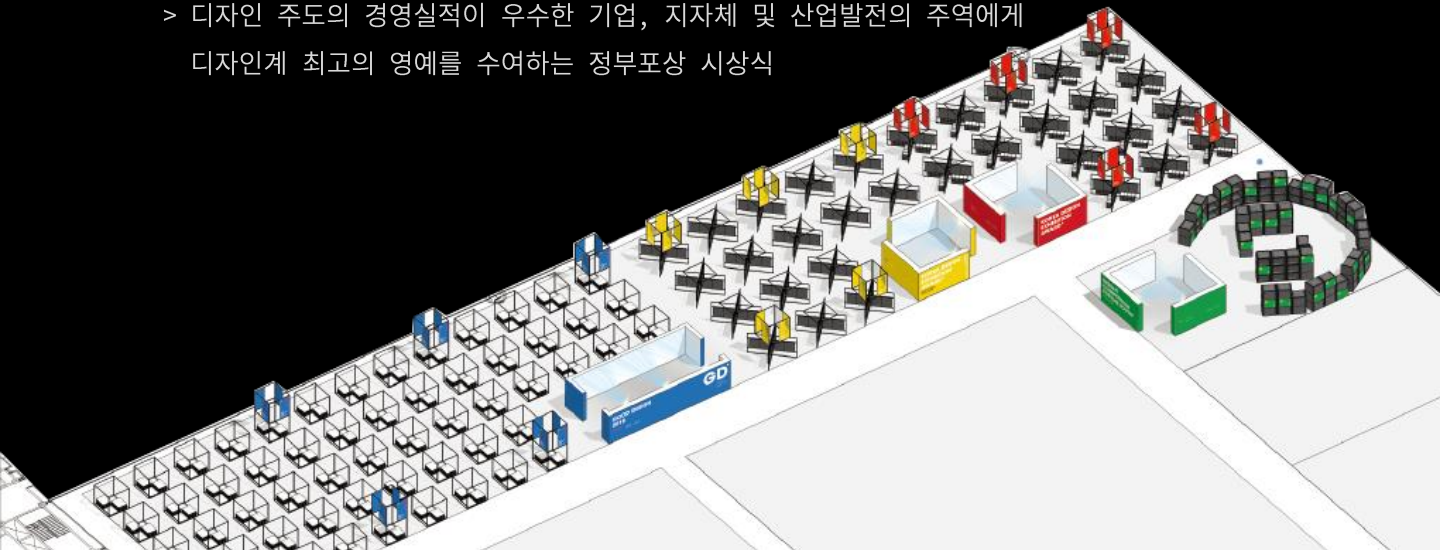 > 디자인 주도의 경영실적이 우수한 기업, 지자체 및 산업발전의 주역에게
디자인계 최고의 영예를 수여하는 정부포상 시상식
GD